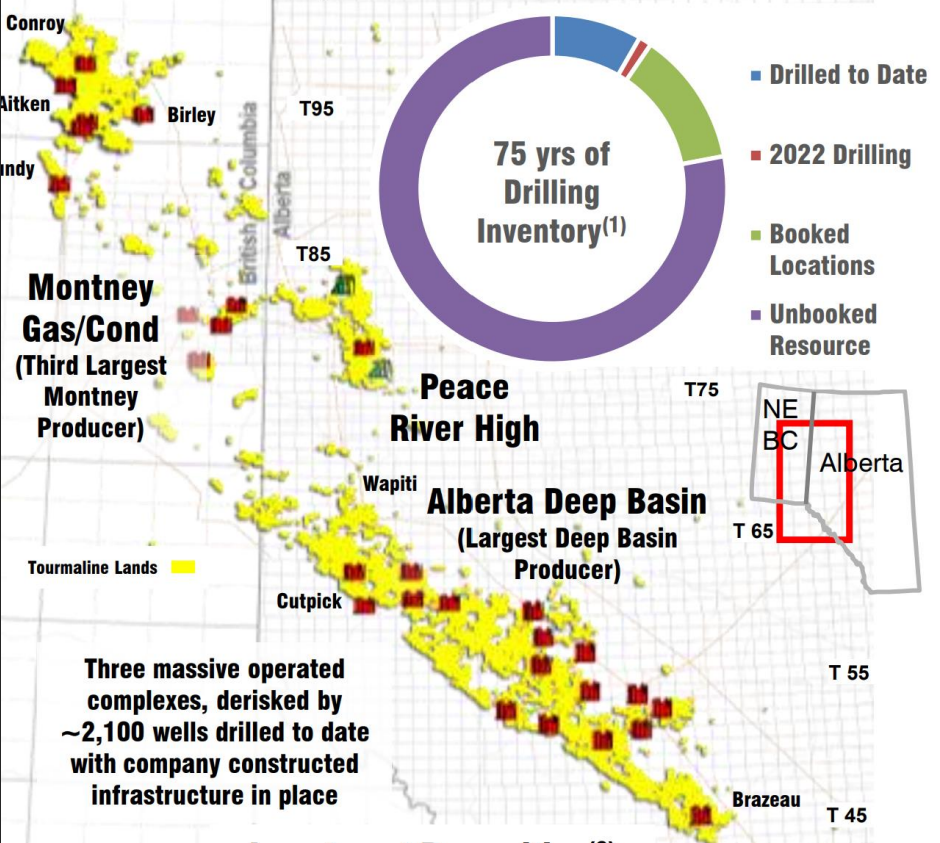 Conroy
Aitken
Birley
T95
British Columbia
Alberta
T85
75 yrs of
Drilling
Inventory(1)
Drilled to Date
2022 Drilling
Booked
Locations
Unbooked
Resource
Montney
Gas/Cond
(Third Largest
Montney
Producer)
Peace
River High
T75
NE
BC
Alberta
T 65
Wapiti
Alberta Deep Basin
(Largest Deep Basin
Producer)
Tourmaline Lands
Cutpick
Three massive operated
complexes, derisked by
~2,100 wells drilled to date
with company constructed
infrastructure in place
T 55
Brazeau
T 45